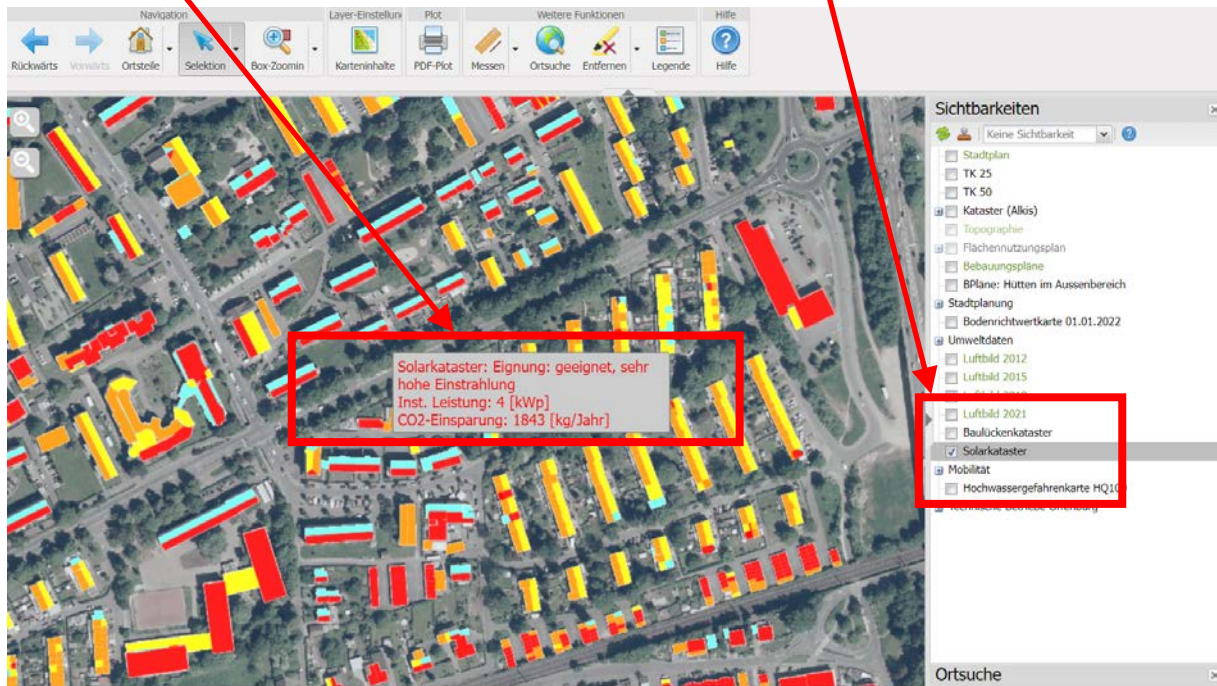 Navigation
Layer-Einstellun
Plot
Weitere Funktionen
Hilfe
Rückwärts
Vorwärts
Ortsteile
Selektion
Box-Zoomin
Karteninhalte
PDF-Plot
Messen
Ortsuche
Entfernen
Legende
Hilfe
Sichtbarkeiten
Keine Sichtbarkeit
Stadtplan
TK 25
TK 50
Kataster (Alkis)
Topographie
Flächennutzungsplan
Bebauungspläne
BPläne: Hütten im Aussenbereich
Stadtplanung
Bodenrichtwertkarte 01.01.2022
Umweltdaten
Luftbild 2012
Luftbild 2015
Luftbild 2021
Baulückenkataster
Solarkataster
Mobilität
Hochwassergefahrenkarte HQ10
Technische Betriebe Offenburg
Solarkataster: Eignung: geeignet, sehr
hohe Einstrahlung
Inst. Leistung: 4 [kWp]
CO2-Einsparung: 1843 [kg/Jahr]
Ortsuche